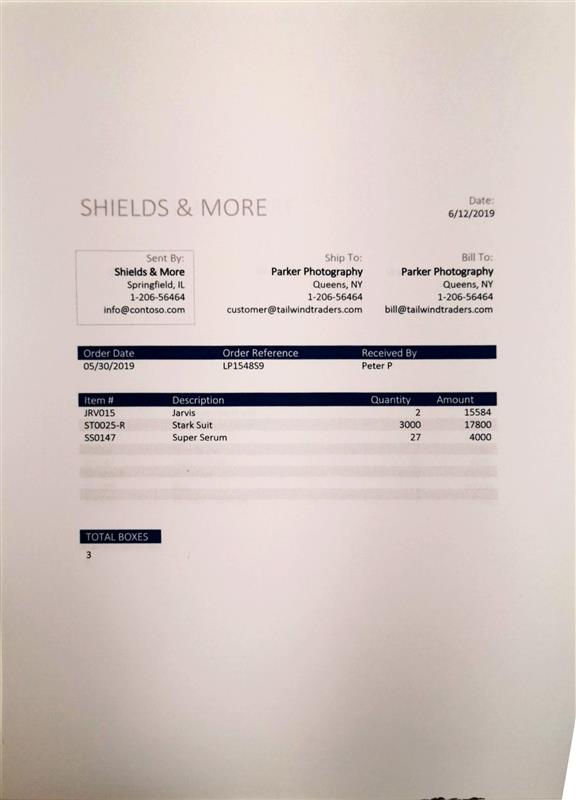 SHIELDS & MORE
Date:
6/12/2019
Sent By:
Shields & More
Springfield, IL
1-206-56464
info@contoso.com
Ship To:
Parker Photography
Queens, NY
1-206-56464
customer@tailwindtraders.com
Bill To:
Parker Photography
Queens, NY
1-206-56464
bill@tailwindtraders.com
Order Date Order Reference Received By
05/30/2019 LP1548S9 Peter P
Item # Description Quantity Amount
JRV015 Jarvis 2 15584
ST0025-R Stark Suit 3000 17800
SS0147 Super Serum 27 4000
TOTAL BOXES
3